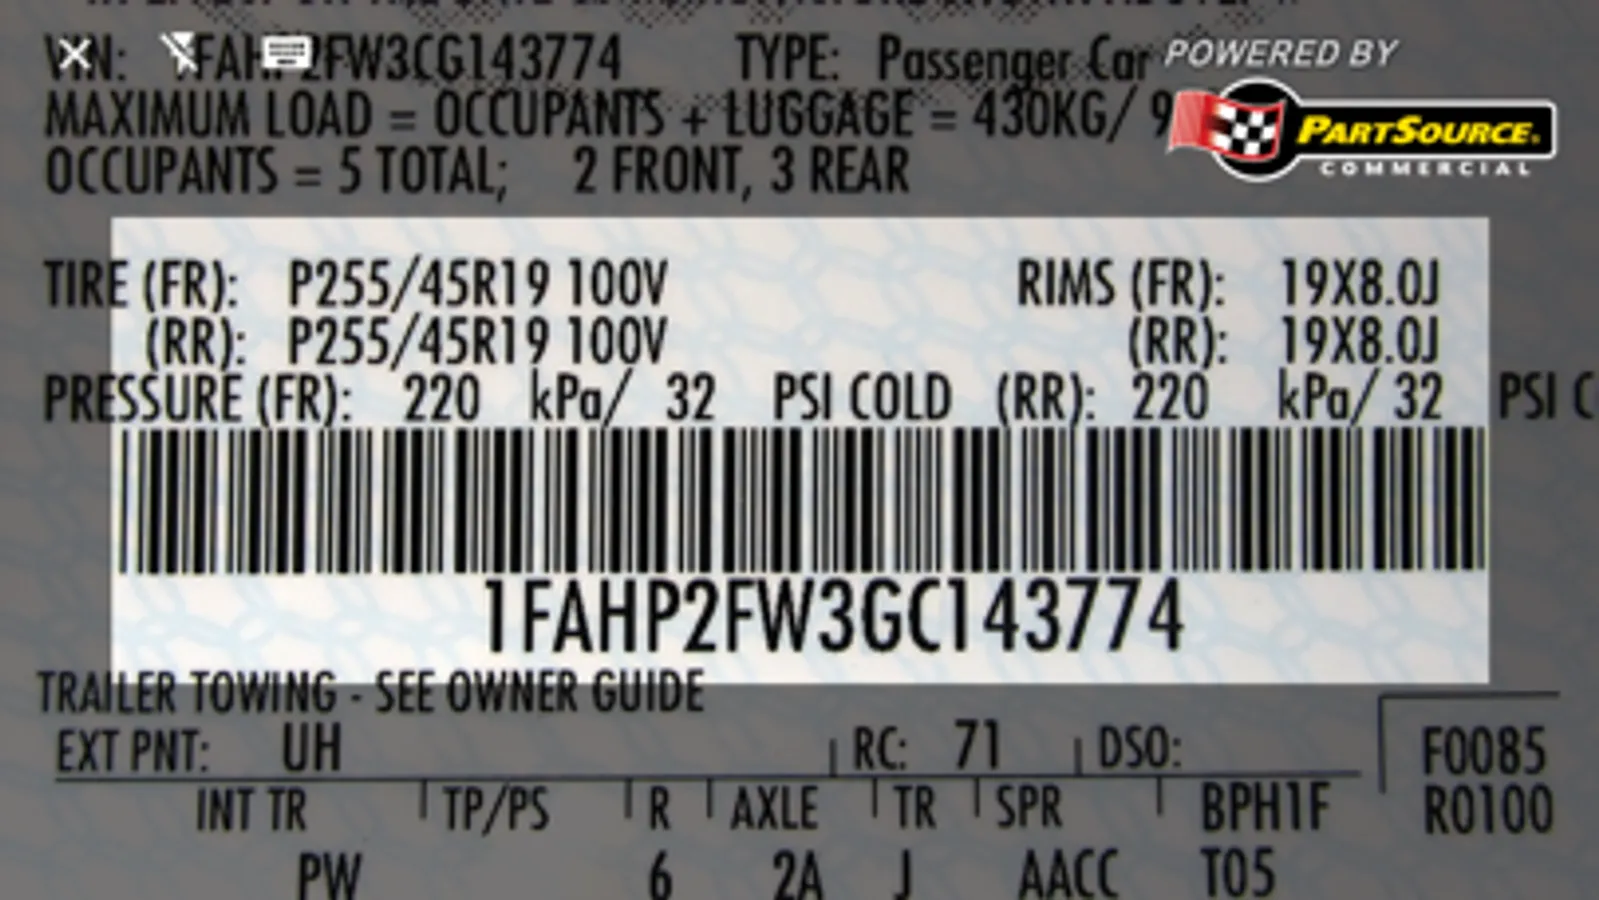 VIN: 1FAHP2FW3CG143774 TYPE: Passenger Car
POWERED BY
MAXIMUM LOAD = OCCUPANTS + LUGGAGE = 430KG/ 9
PARTSOURCE
COMMERCIAL
OCCUPANTS = 5 TOTAL; 2 FRONT, 3 REAR
TIRE (FR): P255/45R19 100V RIMS (FR): 19X8.0J
(RR): P255/45R19 100V (RR): 19X8.0J
PRESSURE (FR): 220 kPa/ 32 PSI COLD (RR): 220 kPa/ 32 PSI C
1FAHP2FW3GC143774
TRAILER TOWING - SEE OWNER GUIDE
EXT PNT: UH RC: 71 DSO: F0085
INT TR TP/PS R AXLE TR SPR BPH1F R0100
PW 6 2A J AACC T05